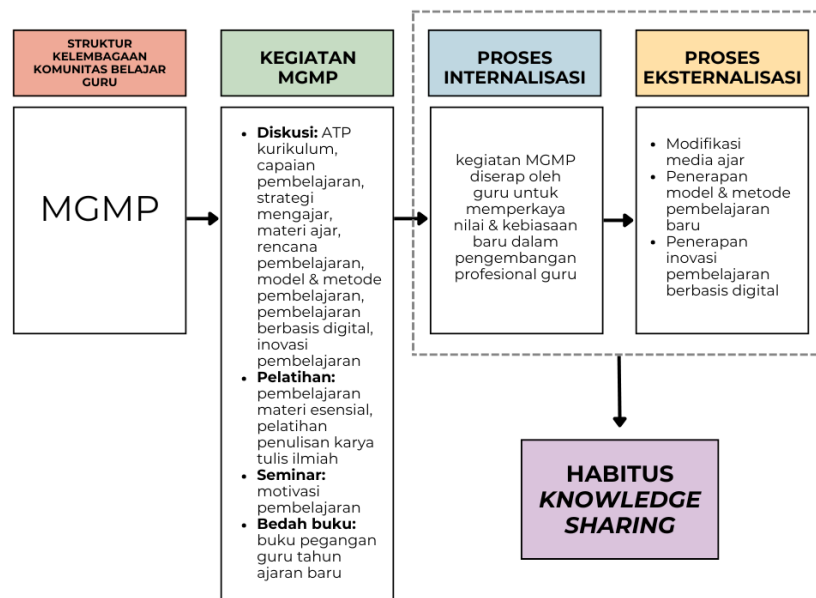 STRUKTUR
KELEMBAGAAN
KOMUNITAS BELAJAR
GURU
MGMP
KEGIATAN
MGMP
• Diskusi: ATP
kurikulum,
capaian
pembelajaran,
strategi
mengajar,
materi ajar,
rencana
pembelajaran,
model & metode
pembelajaran,
pembelajaran
berbasis digital,
inovasi
pembelajaran
• Pelatihan:
pembelajaran
materi esensial,
pelatihan
penulisan karya
tulis ilmiah
• Seminar:
motivasi
pembelajaran
• Bedah buku:
buku pegangan
guru tahun
ajaran baru
PROSES
INTERNALISASI
kegiatan MGMP
diserap oleh
guru untuk
memperkaya
nilai & kebiasaan
baru dalam
pengembangan
profesional guru
PROSES
EKSTERNALISASI
• Modifikasi
media ajar
• Penerapan
model & metode
pembelajaran
baru
• Penerapan
inovasi
pembelajaran
berbasis digital
HABITUS
KNOWLEDGE
SHARING